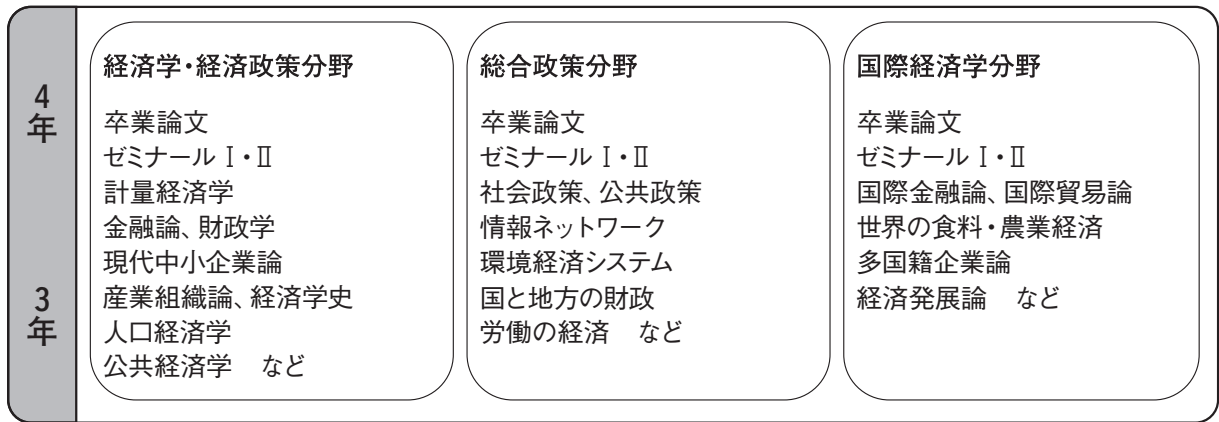 4年
3年
経済学・経済政策分野
卒業論文
ゼミナール Ⅰ・Ⅱ
計量経済学
金融論、財政学
現代中小企業論
産業組織論、経済学史
人口経済学
公共経済学　など
総合政策分野
卒業論文
ゼミナール Ⅰ・Ⅱ
社会政策、公共政策
情報ネットワーク
環境経済システム
国と地方の財政
労働の経済　など
国際経済学分野
卒業論文
ゼミナール Ⅰ・Ⅱ
国際金融論、国際貿易論
世界の食料・農業経済
多国籍企業論
経済発展論　など